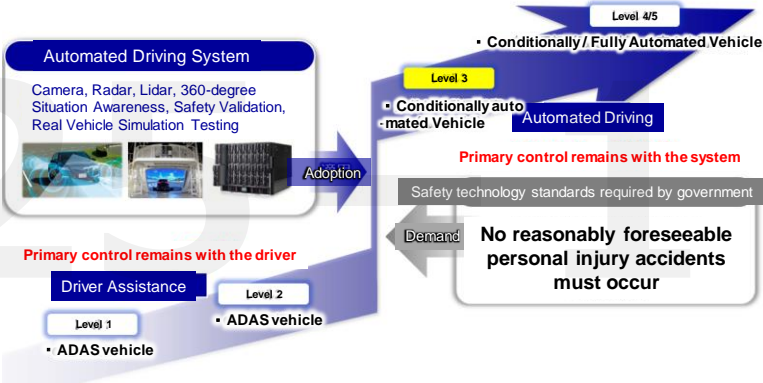 Level 4/5
▪ Conditionally / Fully Automated Vehicle
Automated Driving System
Camera, Radar, Lidar, 360-degree
Situation Awareness, Safety Validation,
Real Vehicle Simulation Testing
Level 3
▪ Conditionally auto
-mated Vehicle
Automated Driving
Adoption
Primary control remains with the system
Safety technology standards required by government
Demand
No reasonably foreseeable
personal injury accidents
must occur
Primary control remains with the driver
Driver Assistance
Level 2
▪ ADAS vehicle
Level 1
▪ ADAS vehicle